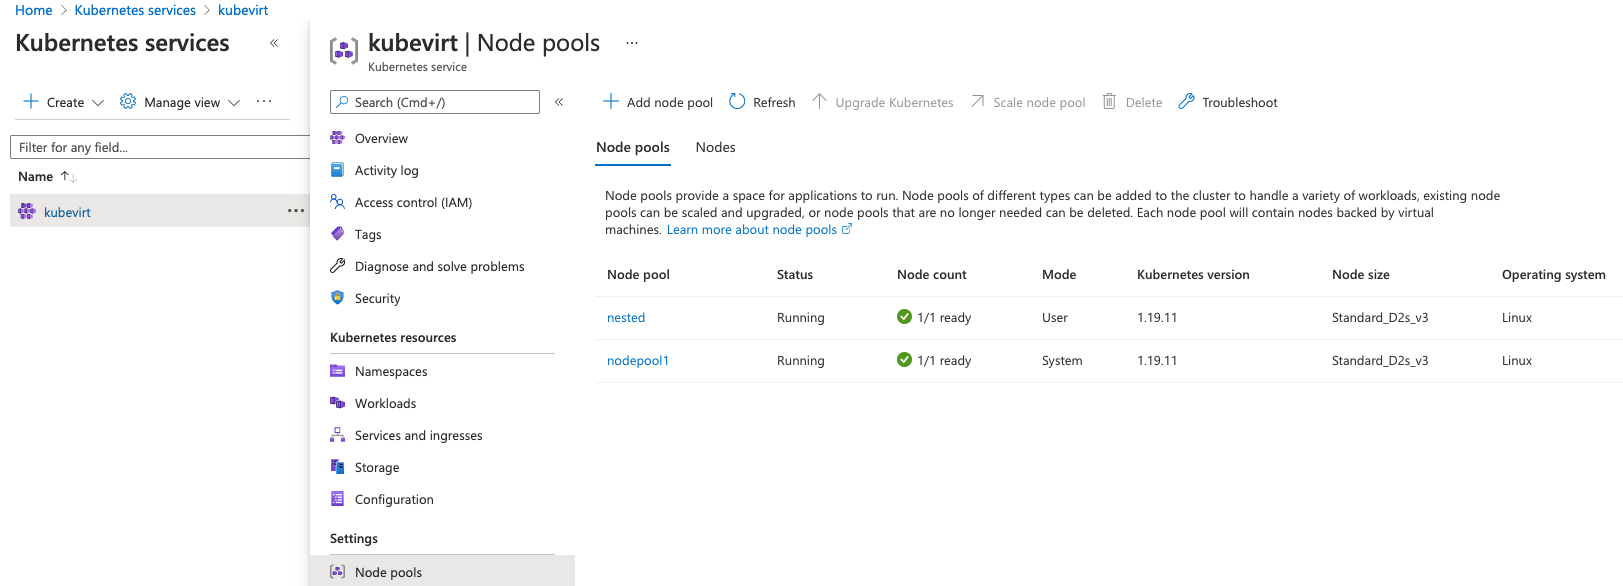 Home > Kubernetes services > kubevirt
Kubernetes services «
+ Create Manage view ...
Filter for any field...
Name ↑↓
kubevirt ...
kubevirt | Node pools ...
Kubernetes service
Search (Cmd+/) «
Overview
Activity log
Access control (IAM)
Tags
Diagnose and solve problems
Security
Kubernetes resources
Namespaces
Workloads
Services and ingresses
Storage
Configuration
Settings
Node pools
+ Add node pool Refresh Upgrade Kubernetes Scale node pool Delete Troubleshoot
Node pools Nodes
Node pools provide a space for applications to run. Node pools of different types can be added to the cluster to handle a variety of workloads, existing node
pools can be scaled and upgraded, or node pools that are no longer needed can be deleted. Each node pool will contain nodes backed by virtual
machines. Learn more about node pools
Node pool Status Node count Mode Kubernetes version Node size Operating system
nested Running 1/1 ready User 1.19.11 Standard_D2s_v3 Linux
nodepool1 Running 1/1 ready System 1.19.11 Standard_D2s_v3 Linux